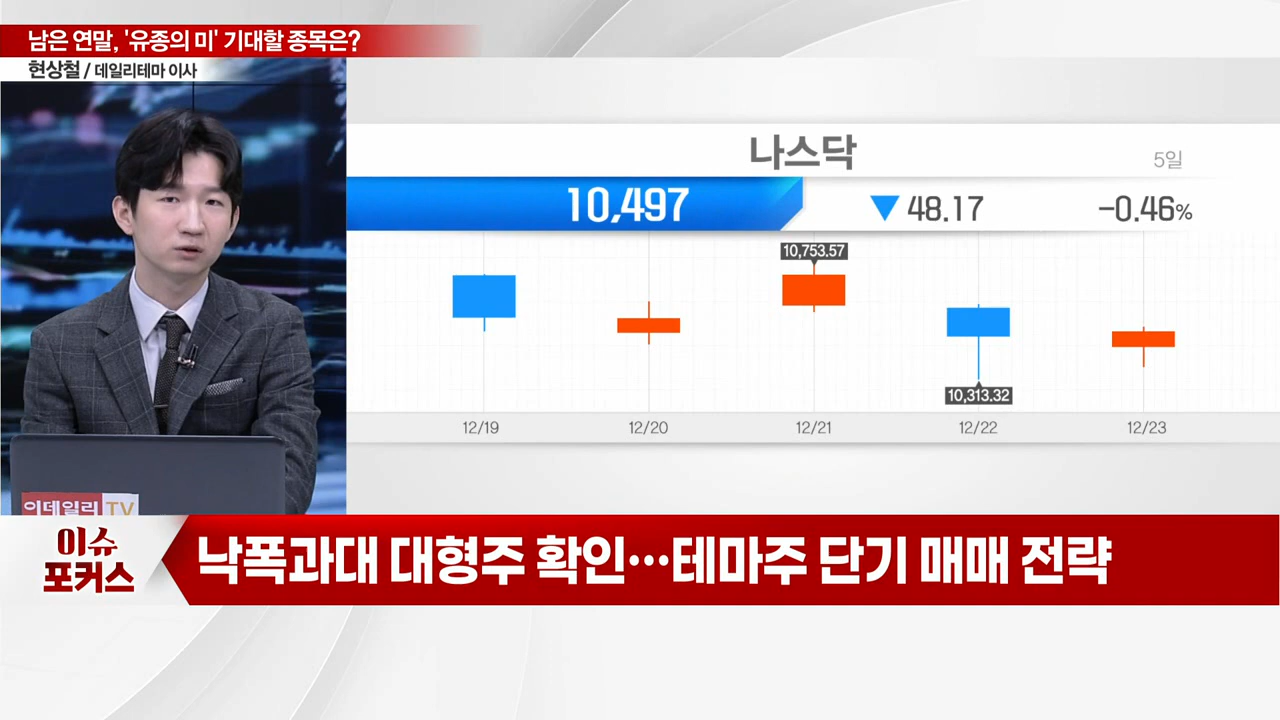 남은 연말, '유종의 미' 기대할 종목은?
현상철 / 데일리테마 이사
나스닥
5일
10,497
▼ 48.17
-0.46%
10,753.57
10,313.32
12/19 12/20 12/21 12/22 12/23
이데일리 TV
이슈
포커스
낙폭과대 대형주 확인…테마주 단기 매매 전략